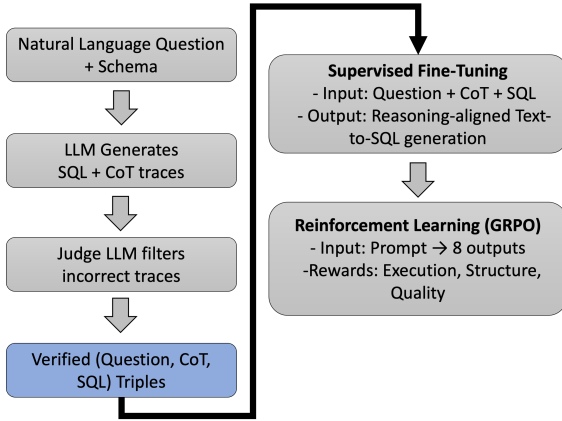 Natural Language Question
+ Schema
LLM Generates
SQL + CoT traces
Judge LLM filters
incorrect traces
Verified (Question, CoT,
SQL) Triples
Supervised Fine-Tuning
- Input: Question + CoT + SQL
- Output: Reasoning-aligned Text-
to-SQL generation
Reinforcement Learning (GRPO)
- Input: Prompt → 8 outputs
-Rewards: Execution, Structure,
Quality